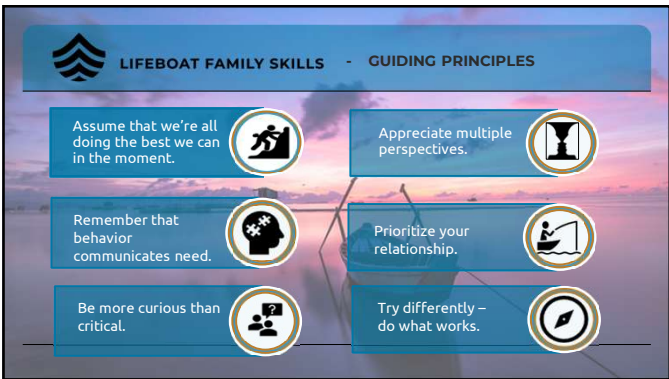 LIFEBOAT FAMILY SKILLS - GUIDING PRINCIPLES
Assume that we’re all
doing the best we can
in the moment.
Remember that
behavior
communicates need.
Be more curious than
critical.
Appreciate multiple
perspectives.
Prioritize your
relationship.
Try differently –
do what works.
?